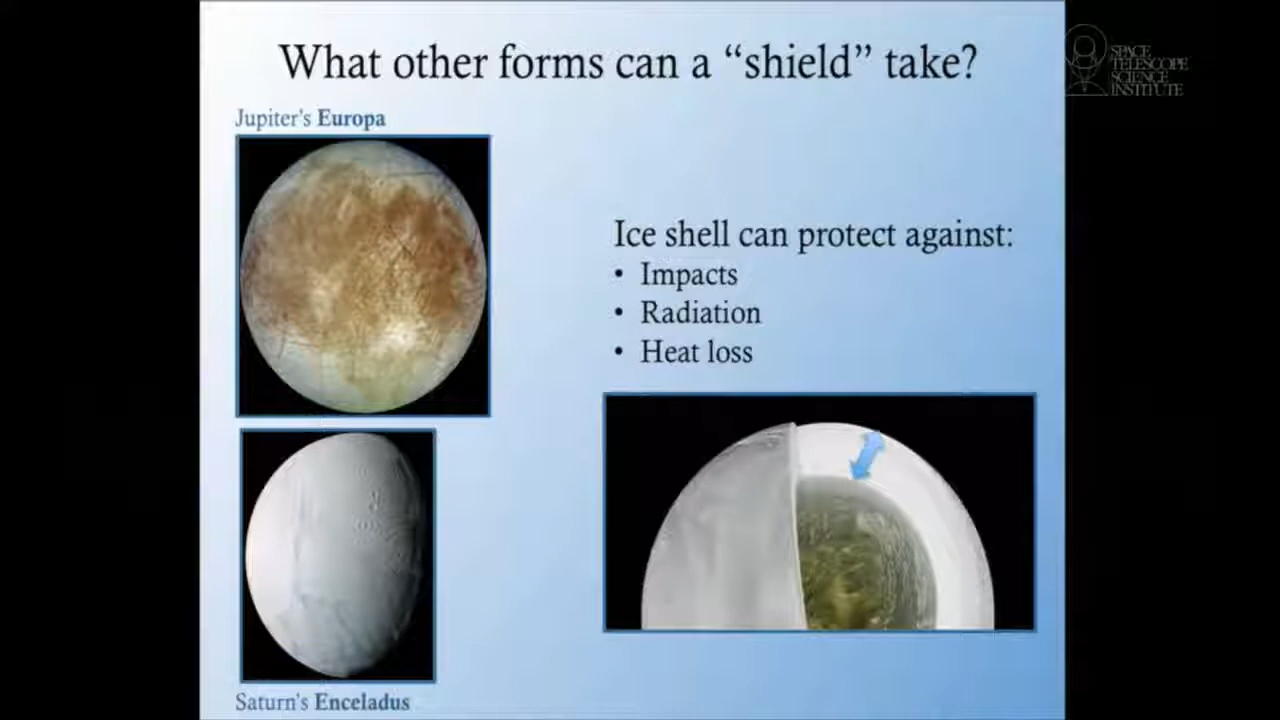 What other forms can a “shield” take?
SPACE
TELESCOPE
SCIENCE
INSTITUTE
Jupiter's Europa
Ice shell can protect against:
• Impacts
• Radiation
• Heat loss
Saturn's Enceladus